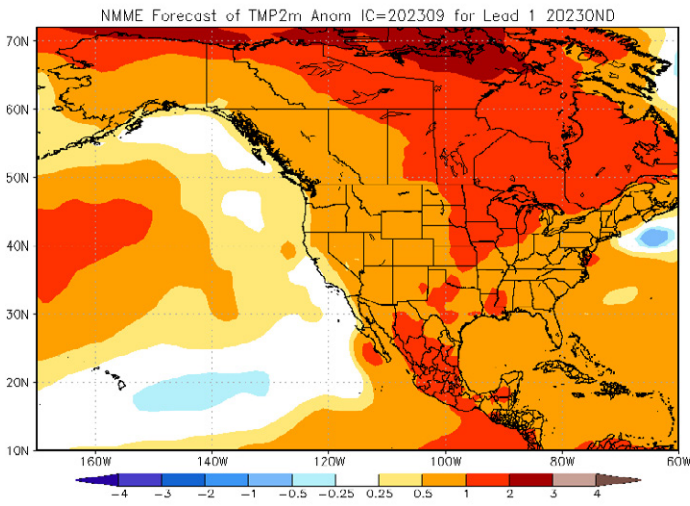 NMME Forecast of TMP2m Anom IC=202309 for Lead 1 2023OND
70N
60N
50N
40N
30N
20N
10N
160W 140W 120W 100W 80W 60W
-4 -3 -2 -1 -0.5 -0.25 0.25 0.5 1 2 3 4